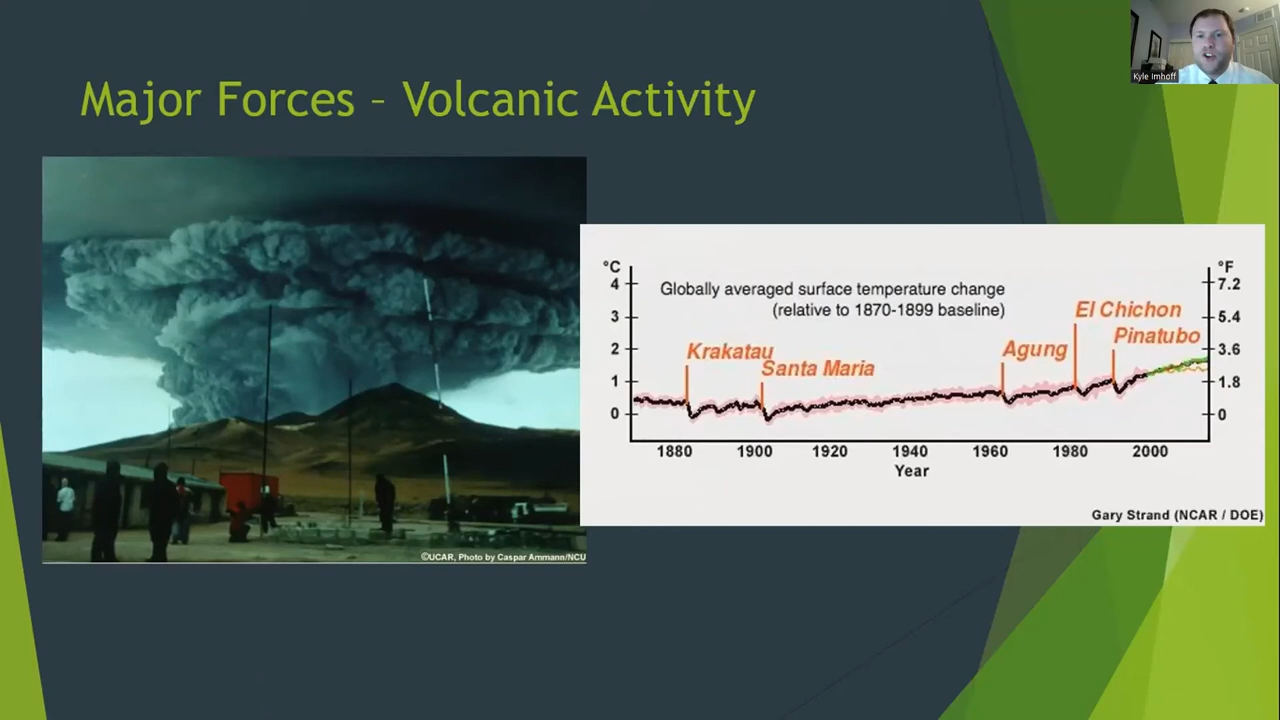 Major Forces – Volcanic Activity
Kyle Imhoff
©UCAR, Photo by Caspar Ammann/NCU
°C
°F
4
3
2
1
0
7.2
5.4
3.6
1.8
0
Globally averaged surface temperature change
(relative to 1870-1899 baseline)
Krakatau
Santa Maria
Agung
El Chichon
Pinatubo
1880 1900 1920 1940 1960 1980 2000
Year
Gary Strand (NCAR / DOE)